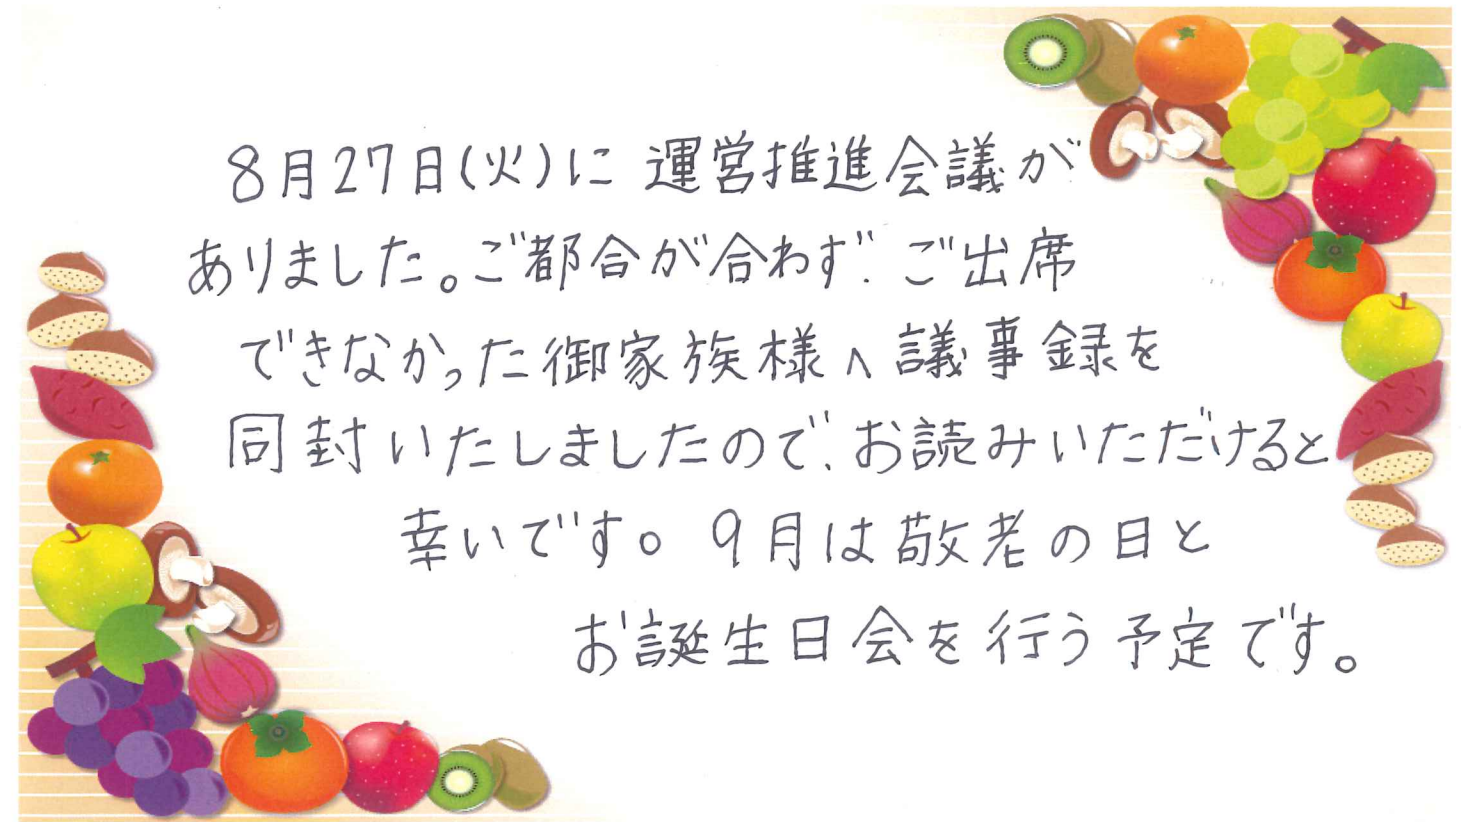 8月27日(火)に 運営推進会議が
ありました。ご都合が合わず、ご出席
できなかった御家族様へ議事録を
同封いたしましたので、お読みいただけると
幸いです。9月は敬老の日と
お誕生日会を行う予定です。